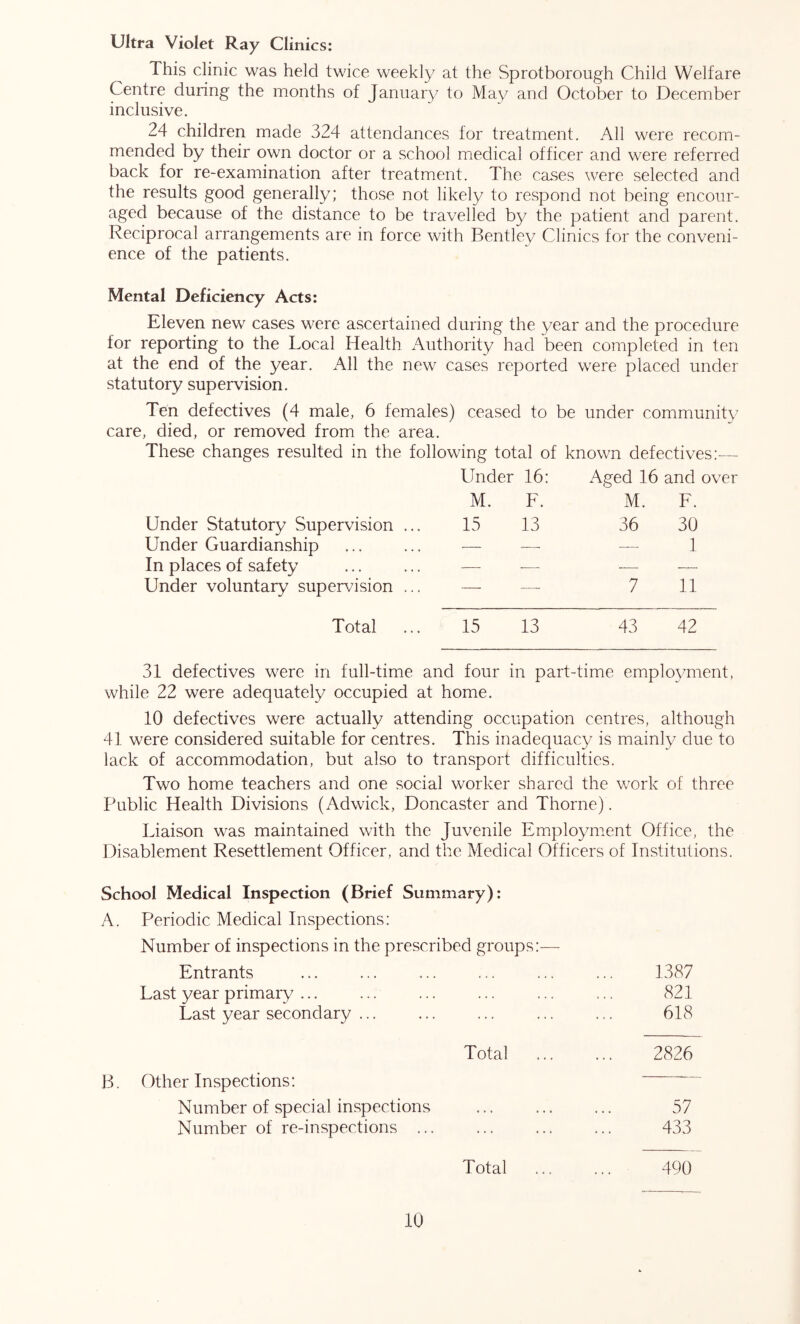 Ultra Violet Ray Clinics:
This clinic was held twice weekly at the Sprotborough Child Welfare
Centre during the months of January to May and October to December
inclusive.
24 children made 324 attendances for treatment. All were recom-
mended by their own doctor or a school medical officer and were referred
back for re-examination after treatment. The cases were selected and
the results good generally; those not likely to respond not being encour-
aged because of the distance to be travelled by the patient and parent.
Reciprocal arrangements are in force with Bentley Clinics for the conveni-
ence of the patients.
Mental Deficiency Acts:
Eleven new cases were ascertained during the year and the procedure
for reporting to the Local Health Authority had been completed in ten
at the end of the year. All the new cases reported were placed under
statutory supervision.
Ten defectives (4 male, 6 females) ceased to be under community
care, died, or removed from the area.
These changes resulted in the following total of known defectives:—
Under 16: Aged 16 and over
M. F. M. F.
Under Statutory Supervision ... 15 13 36 30
Under Guardianship ... ... — — — 1
In places of safety ... ... — — — —
Under voluntary supervision ... — — 7 11
Total ... 15 13 43 42
31 defectives were in full-time and four in part-time employment,
while 22 were adequately occupied at home.
10 defectives were actually attending occupation centres, although
41 were considered suitable for centres. This inadequacy is mainly due to
lack of accommodation, but also to transport difficulties.
Two home teachers and one social worker shared the work of three
Public Health Divisions (Adwick, Doncaster and Thorne).
Liaison was maintained with the Juvenile Employment Office, the
Disablement Resettlement Officer, and the Medical Officers of Institutions.
School Medical Inspection (Brief Summary):
A. Periodic Medical Inspections:
Number of inspections in the prescribed groups:—
Entrants ... ... ... ... ... ... 1387
Last year primary ... ... ... ... ... ... 821
Last year secondary ... ... ... ... ... 618
Total ... ... 2826
B. Other Inspections:
Number of special inspections ... ... ... 57
Number of re-inspections ... ... ... ... 433
Total ... ... 490
10